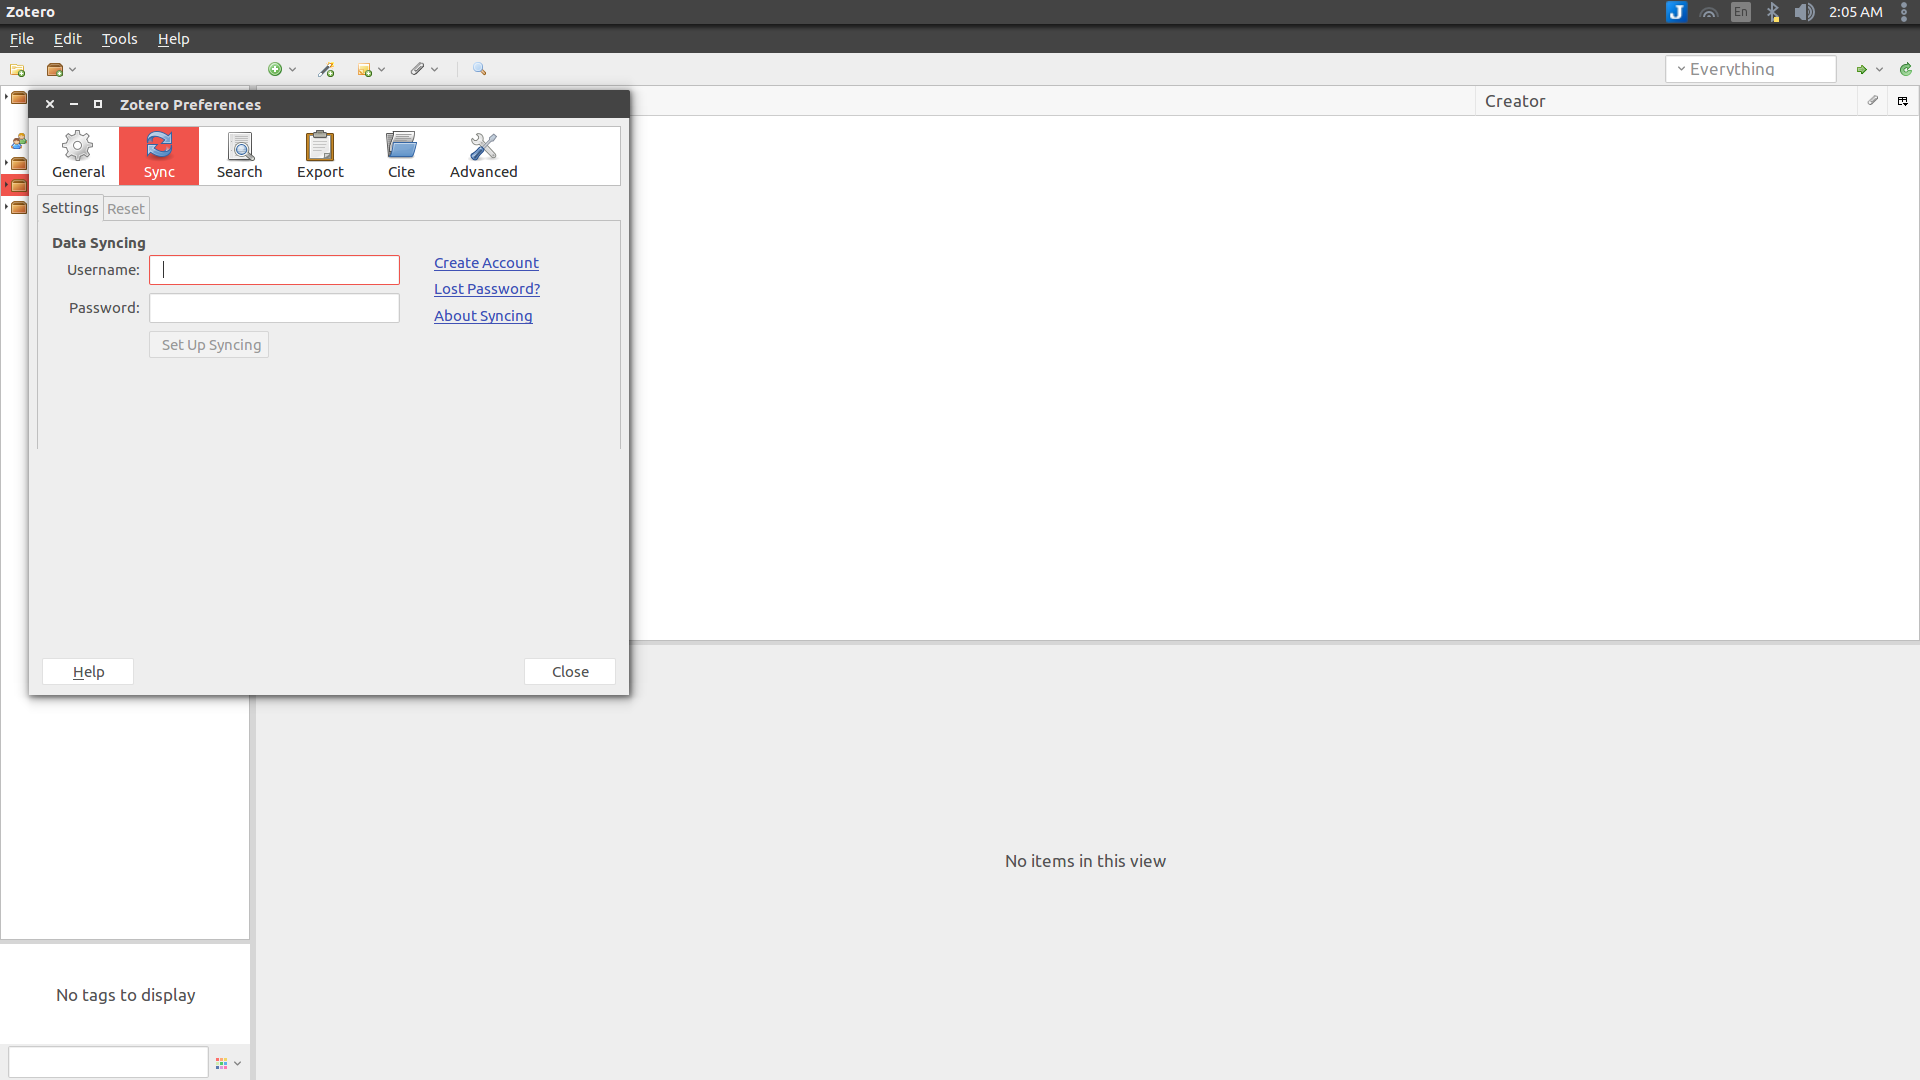 Zotero
En
2:05 AM
File Edit Tools Help
Everything
Zotero Preferences
Creator
General
Sync
Search
Export
Cite
Advanced
Settings
Reset
Data Syncing
Username:
Create Account
Lost Password?
Password:
About Syncing
Set Up Syncing
Help
Close
No items in this view
No tags to display